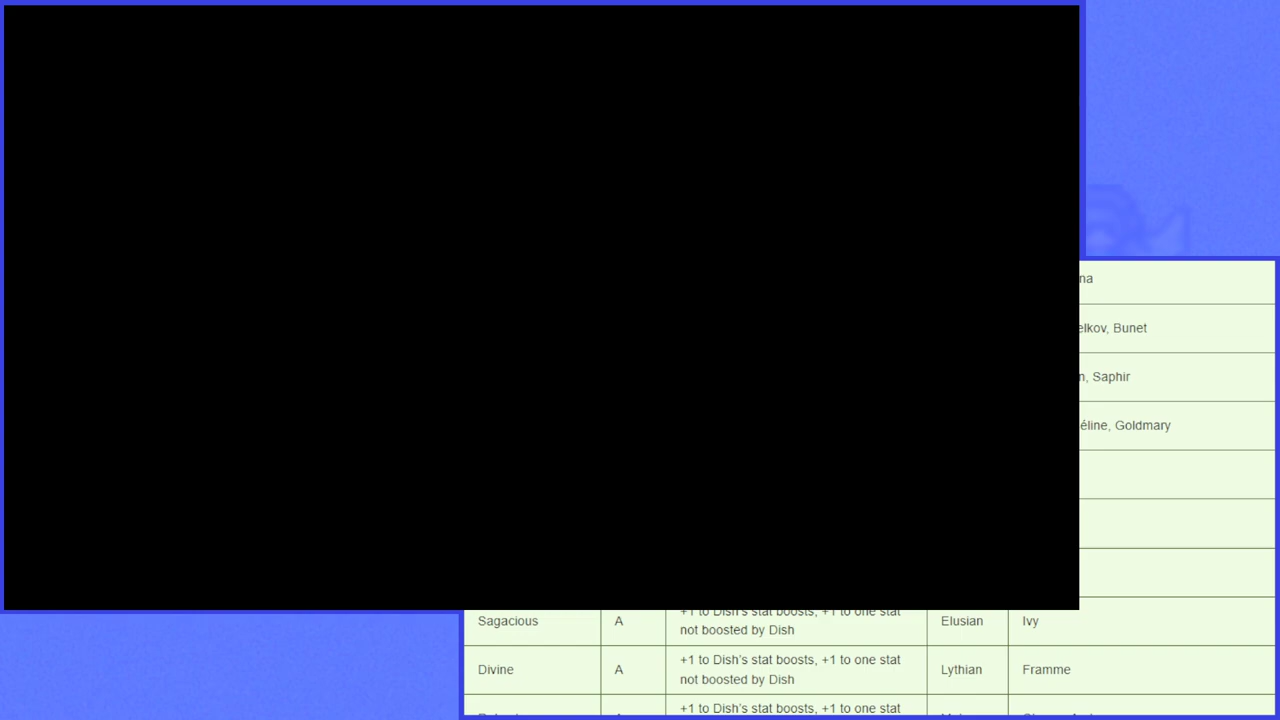 na
elkov, Bunet
n, Saphir
éline, Goldmary
Sagacious A +1 to Dish's stat boosts, +1 to one stat not boosted by Dish Elusian Ivy
Divine A +1 to Dish's stat boosts, +1 to one stat not boosted by Dish Lythian Framme
+1 to Dish's stat boosts, +1 to one stat